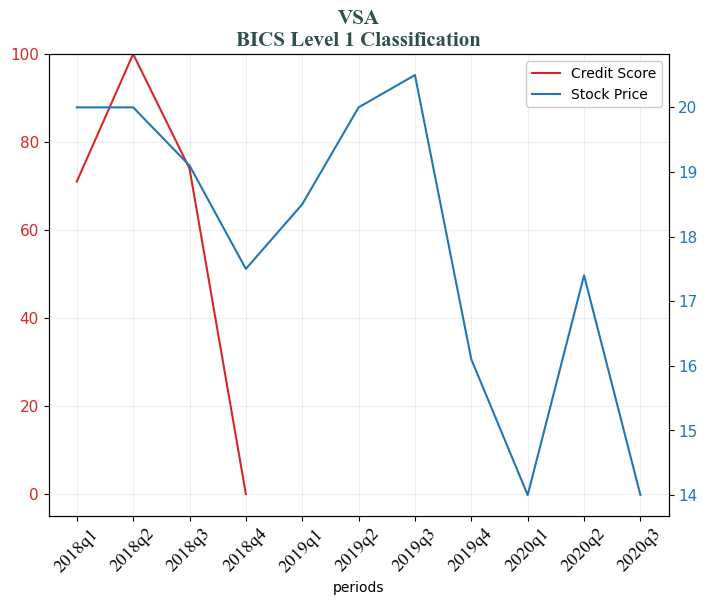 VSA
BICS Level 1 Classification
Credit Score
Stock Price
100
80
60
40
20
0
20
19
18
17
16
15
14
2018q1
2018q2
2018q3
2018q4
2019q1
2019q2
2019q3
2019q4
2020q1
2020q2
2020q3
periods